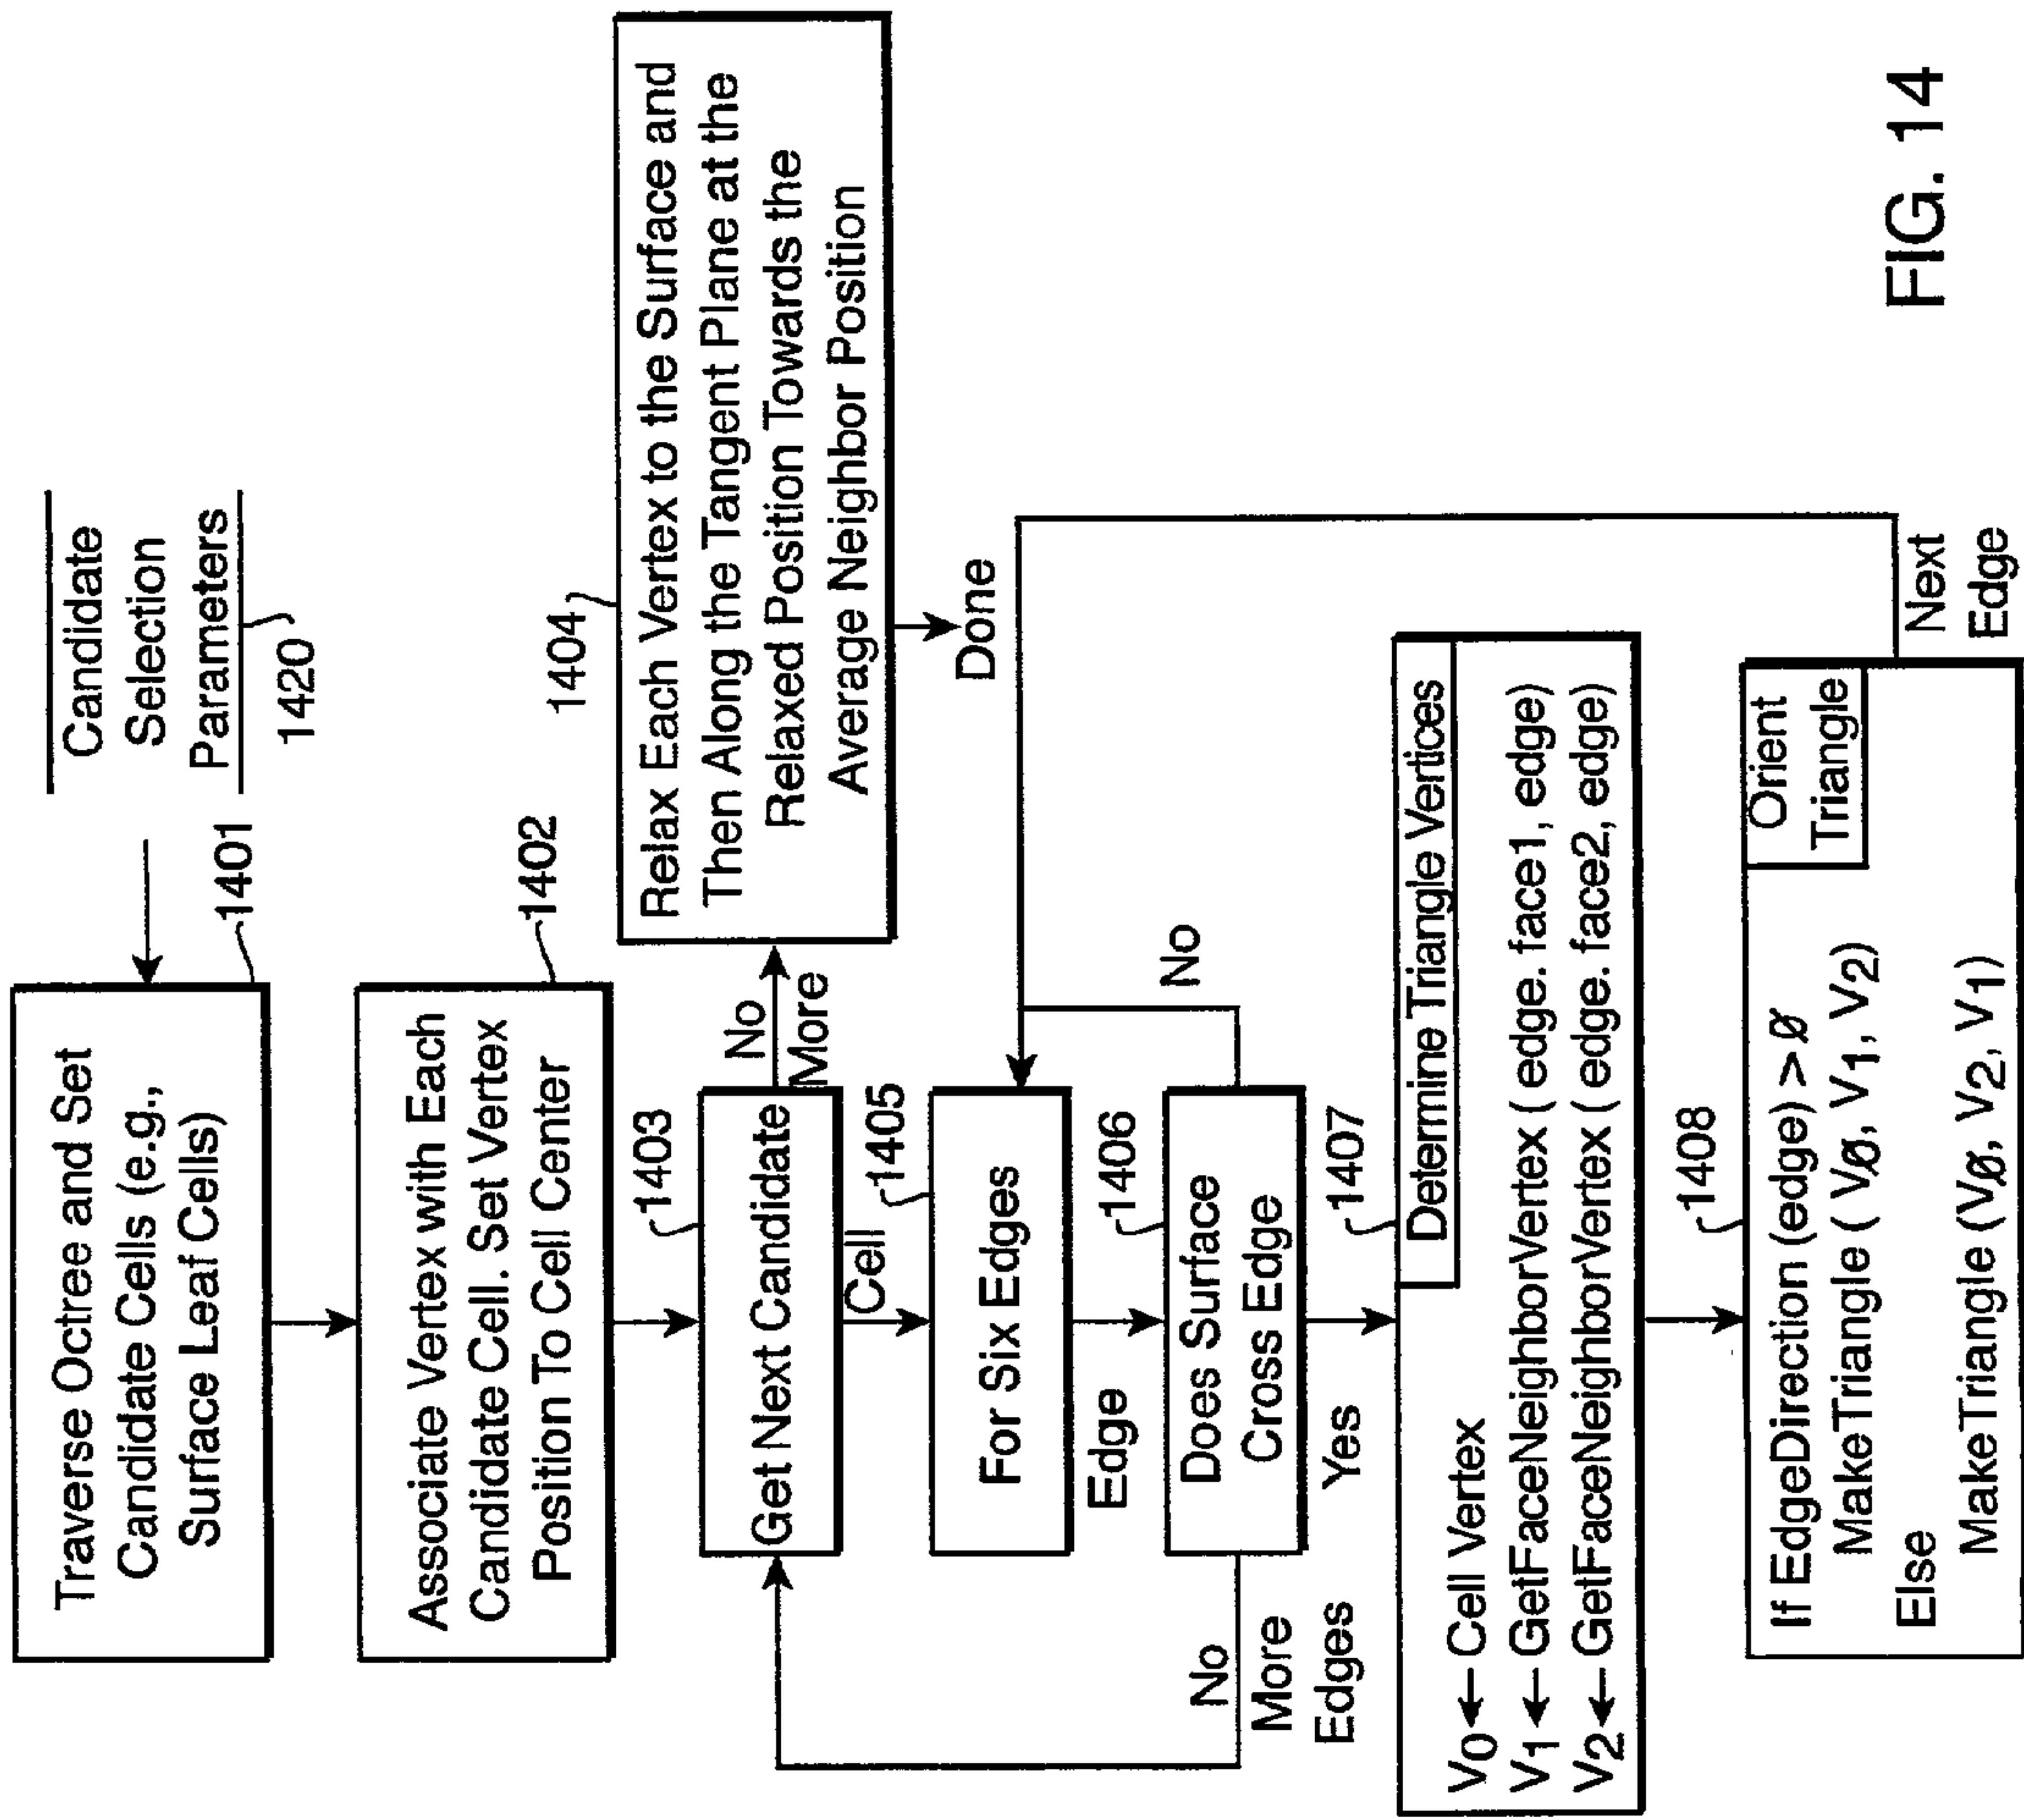 Candidate
Selection
Parameters
1420
Traverse Octree and Set
Candidate Cells (e.g.,
Surface Leaf Cells)
1401
Associate Vertex with Each
Candidate Cell. Set Vertex
Position To Cell Center
1402
Get Next Candidate
1403
No
More
Relax Each Vertex to the Surface and
Then Along the Tangent Plane at the
Relaxed Position Towards the
Average Neighbor Position
1404
Done
Cell
For Six Edges
1405
Edge
Does Surface
Cross Edge
1406
No
No
More
Edges
Yes
1407
Determine Triangle Vertices
V0 ← Cell Vertex
V1 ← GetFaceNeighborVertex ( edge. face1, edge)
V2 ← GetFaceNeighborVertex ( edge. face2, edge)
1408
Orient
Triangle
If EdgeDirection (edge) > Ø
MakeTriangle ( VØ, V1, V2)
Else
MakeTriangle (VØ, V2, V1)
Next
Edge
FIG. 14